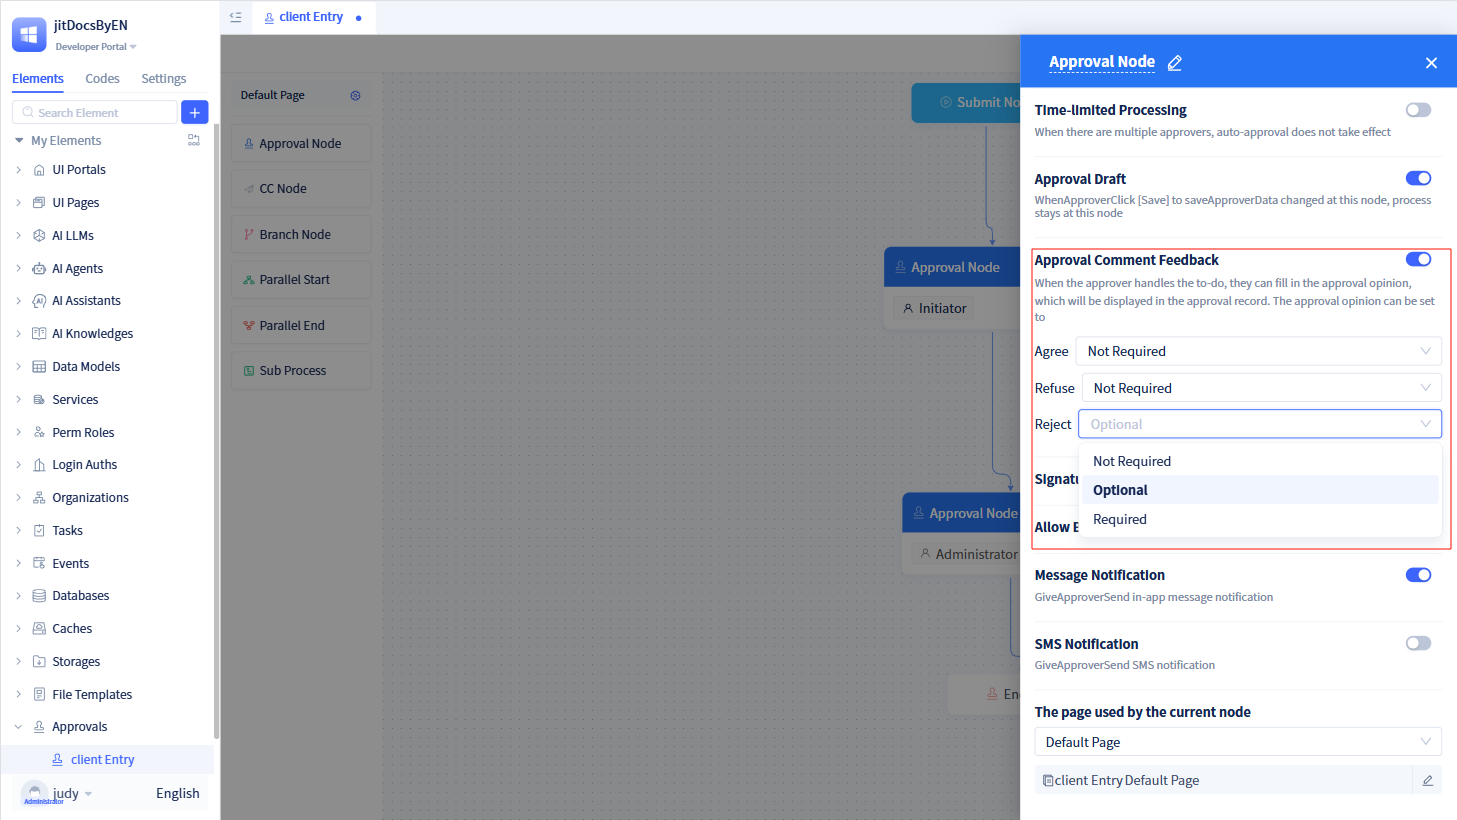 jitDocsByEN
Developer Portal
Elements Codes Settings
Search Element
My Elements
UI Portals
UI Pages
AI LLMs
AI Agents
AI Assistants
AI Knowledges
Data Models
Services
Perm Roles
Login Auths
Organizations
Tasks
Events
Databases
Caches
Storages
File Templates
Approvals
client Entry
judy
Administrator
English
client Entry
Default Page
Approval Node
CC Node
Branch Node
Parallel Start
Parallel End
Sub Process
Submit No
Approval Node
Initiator
Approval Node
Administrator
En
Approval Node
Time-limited Processing
When there are multiple approvers, auto-approval does not take effect
Approval Draft
WhenApproverClick [Save] to saveApproverData changed at this node, process
stays at this node
Approval Comment Feedback
When the approver handles the to-do, they can fill in the approval opinion,
which will be displayed in the approval record. The approval opinion can be set
to
Agree Not Required
Refuse Not Required
Reject Optional
Not Required
Optional
Required
Signatu
Allow E
Message Notification
GiveApproverSend in-app message notification
SMS Notification
GiveApproverSend SMS notification
The page used by the current node
Default Page
client Entry Default Page